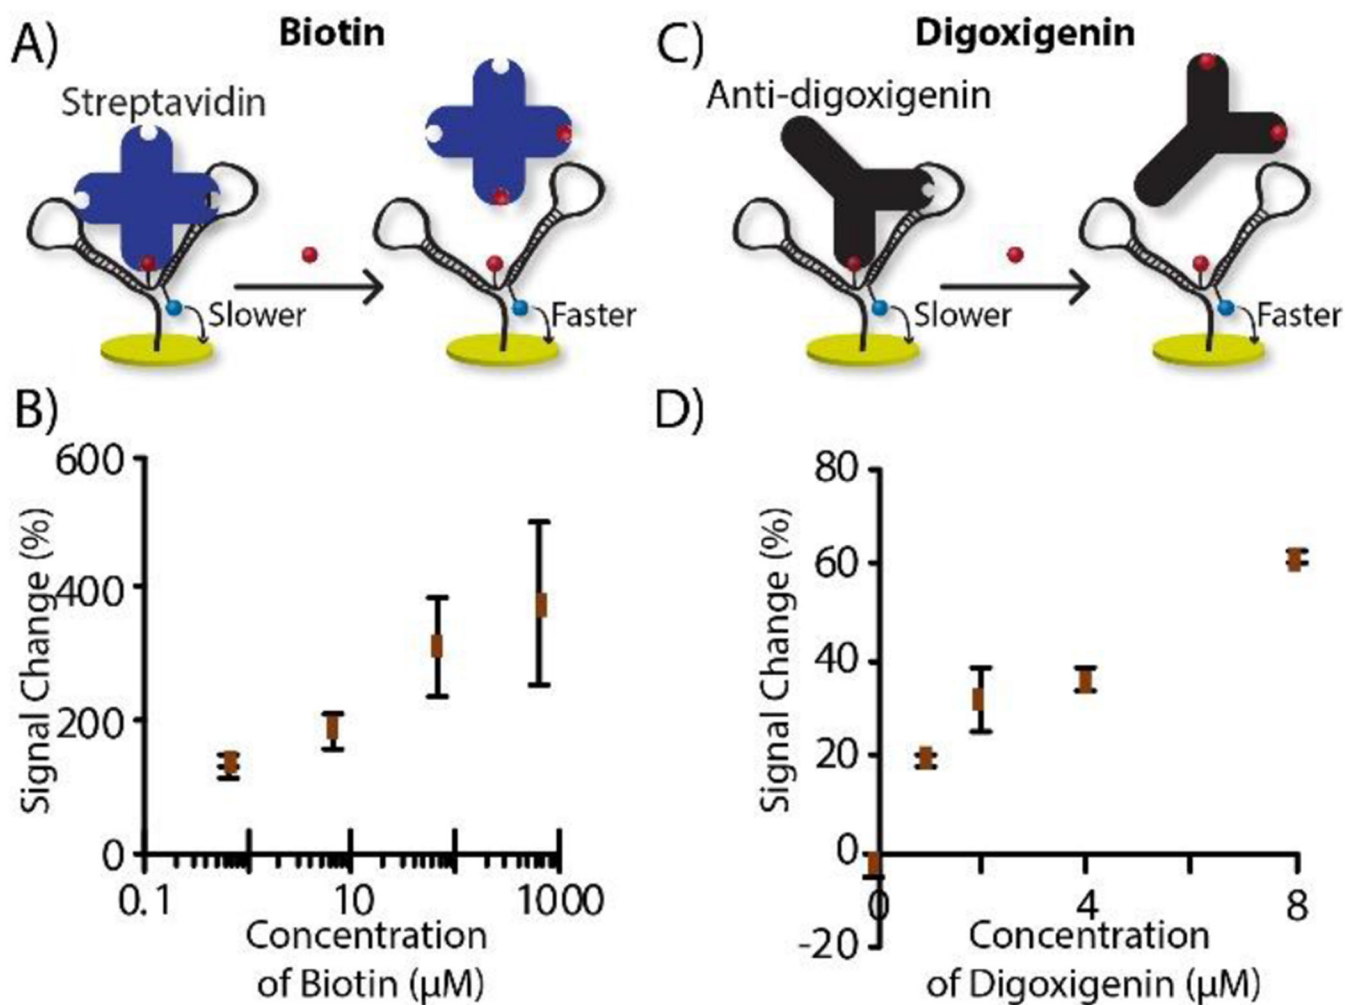 A)
Biotin
Streptavidin
Slower
Faster
C)
Digoxigenin
Anti-digoxigenin
Slower
Faster
B)
600
400
200
0
Signal Change (%)
0.1
10
1000
Concentration
of Biotin (µM)
D)
80
60
40
20
0
-20
Signal Change (%)
0
4
8
Concentration
of Digoxigenin (µM)